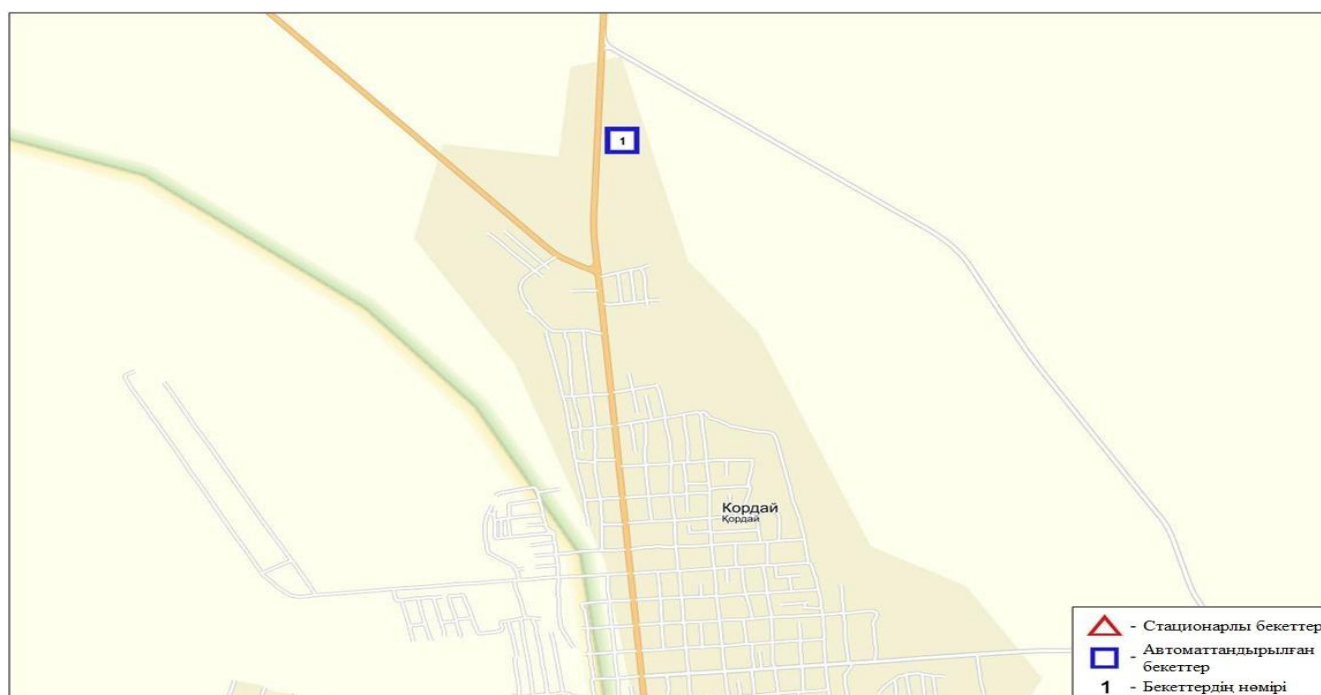 1
Кордай
Қордай
- Стационарлы бекеттер
- Автоматтандырылған
бекеттер
1 - Бекеттердің нөмірі